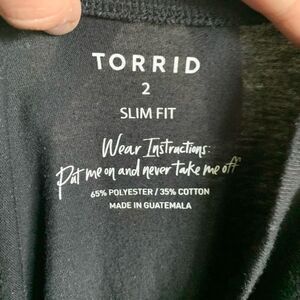 TORRID
2
SLIM FIT
Wear Instructions:
Put me on and never take me off
65% POLYESTER / 35% COTTON
MADE IN GUATEMALA